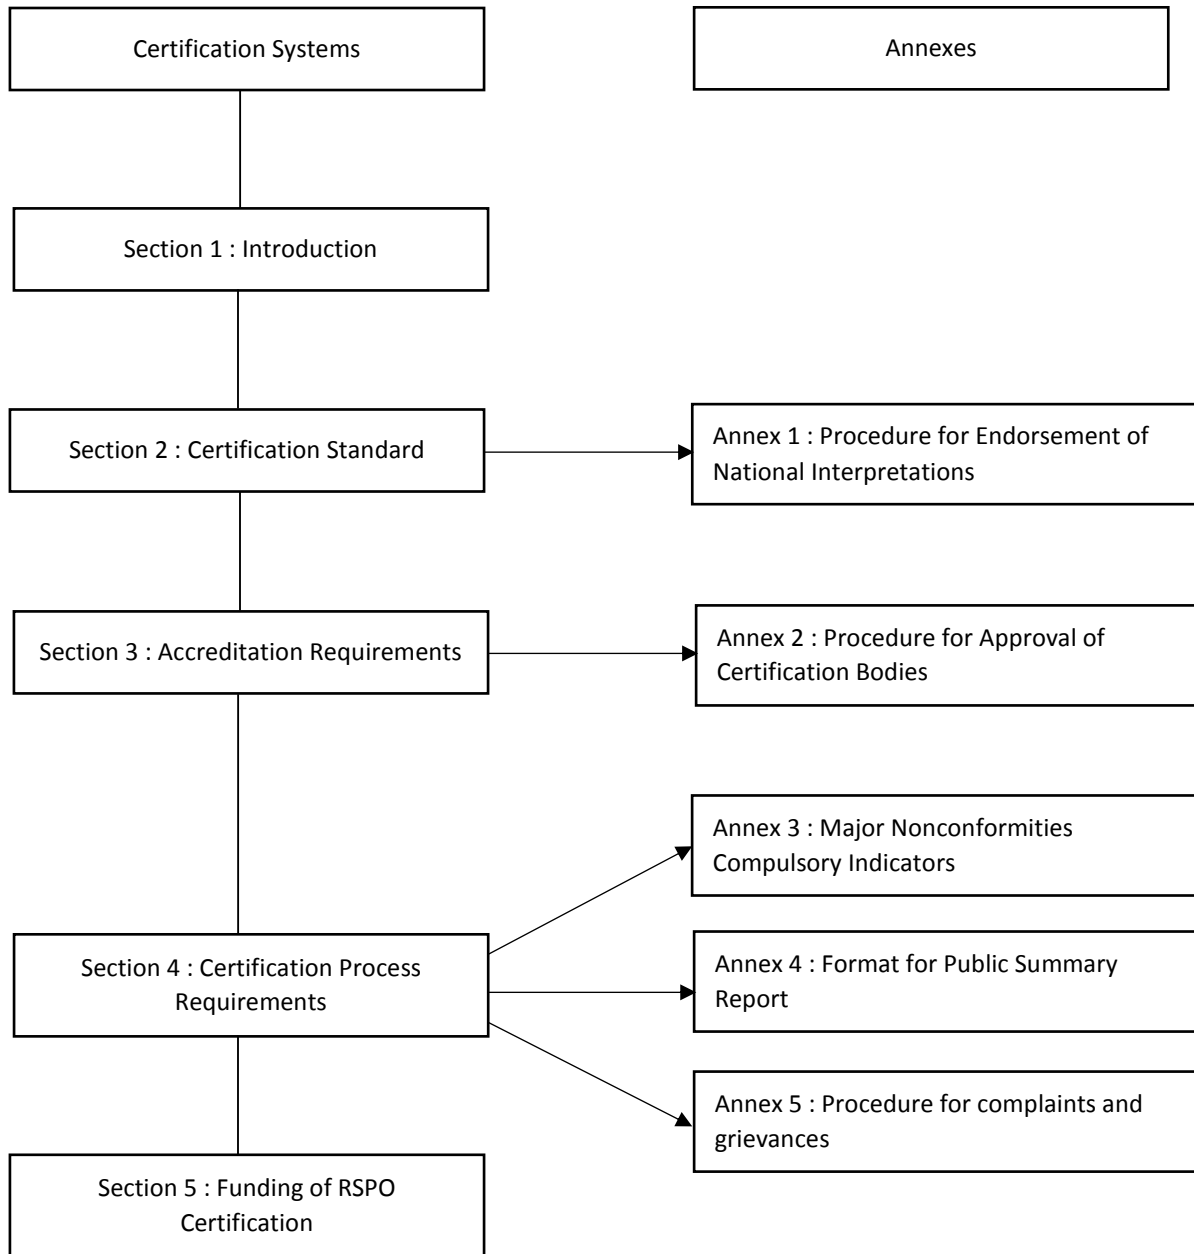 Certification Systems
Annexes
Section 1 : Introduction
Section 2 : Certification Standard
Annex 1 : Procedure for Endorsement of
National Interpretations
Section 3 : Accreditation Requirements
Annex 2 : Procedure for Approval of
Certification Bodies
Annex 3 : Major Nonconformities
Compulsory Indicators
Section 4 : Certification Process
Requirements
Annex 4 : Format for Public Summary
Report
Annex 5 : Procedure for complaints and
grievances
Section 5 : Funding of RSPO
Certification